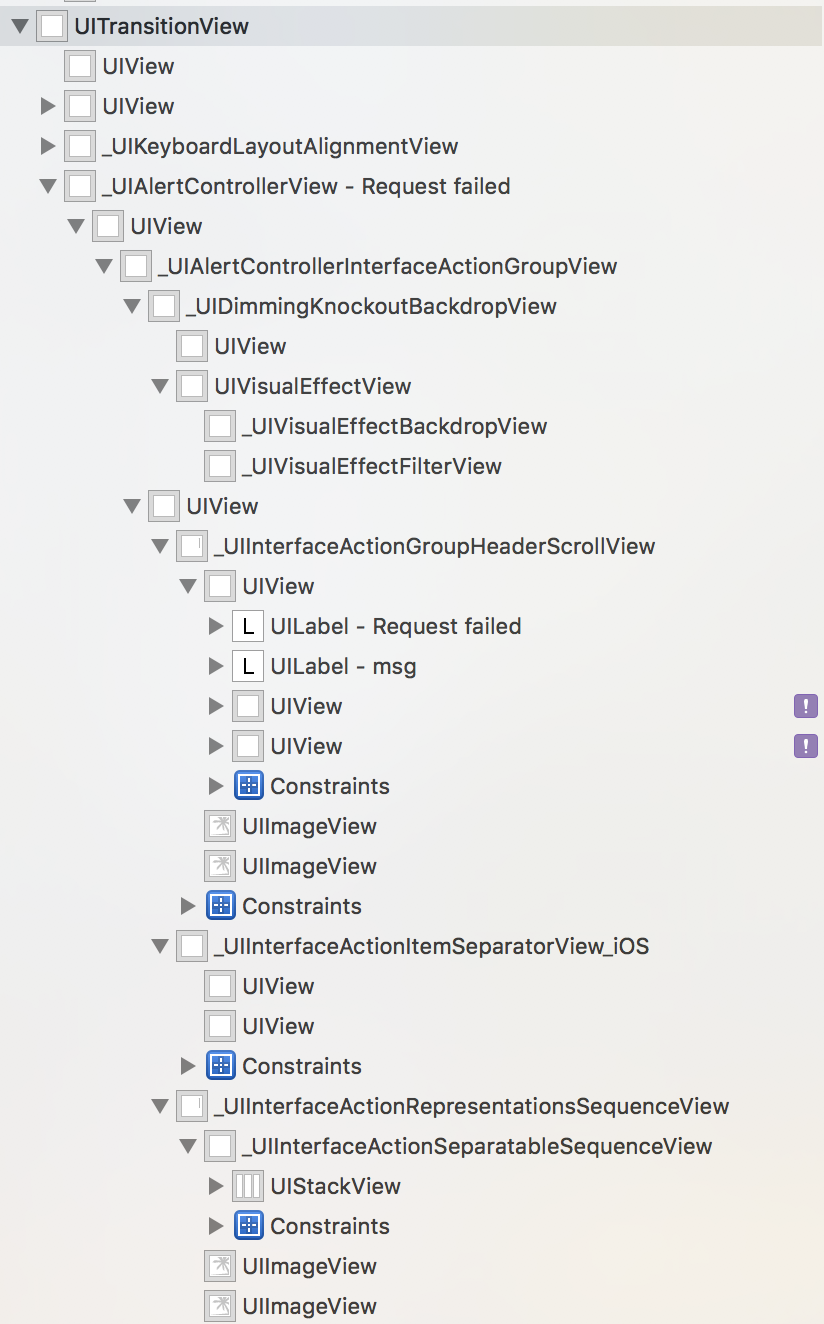 UITransitionView
UIView
UIView
_UIKeyboardLayoutAlignmentView
_UIAlertControllerView - Request failed
UIView
_UIAlertControllerInterfaceActionGroupView
_UIDimmingKnockoutBackdropView
UIView
UIVisualEffectView
_UIVisualEffectBackdropView
_UIVisualEffectFilterView
UIView
_UIInterfaceActionGroupHeaderScrollView
UIView
L UILabel - Request failed
L UILabel - msg
UIView !
UIView !
Constraints
UIImageView
UIImageView
Constraints
_UIInterfaceActionItemSeparatorView_iOS
UIView
UIView
Constraints
_UIInterfaceActionRepresentationsSequenceView
_UIInterfaceActionSeparatableSequenceView
UIStackView
Constraints
UIImageView
UIImageView